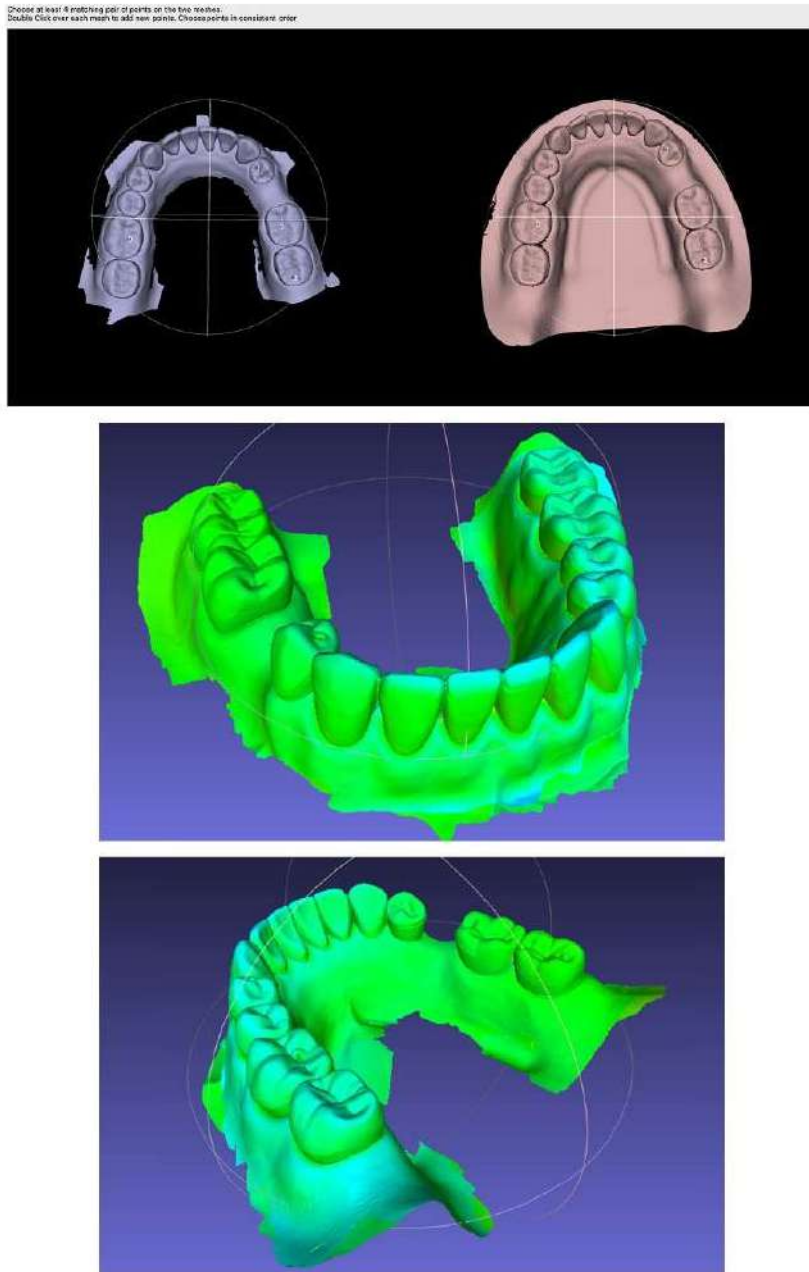 Choose at least 4 matching pair of points on the two meshes.
Double Click over each mesh to add new points. Choose points in consistent order